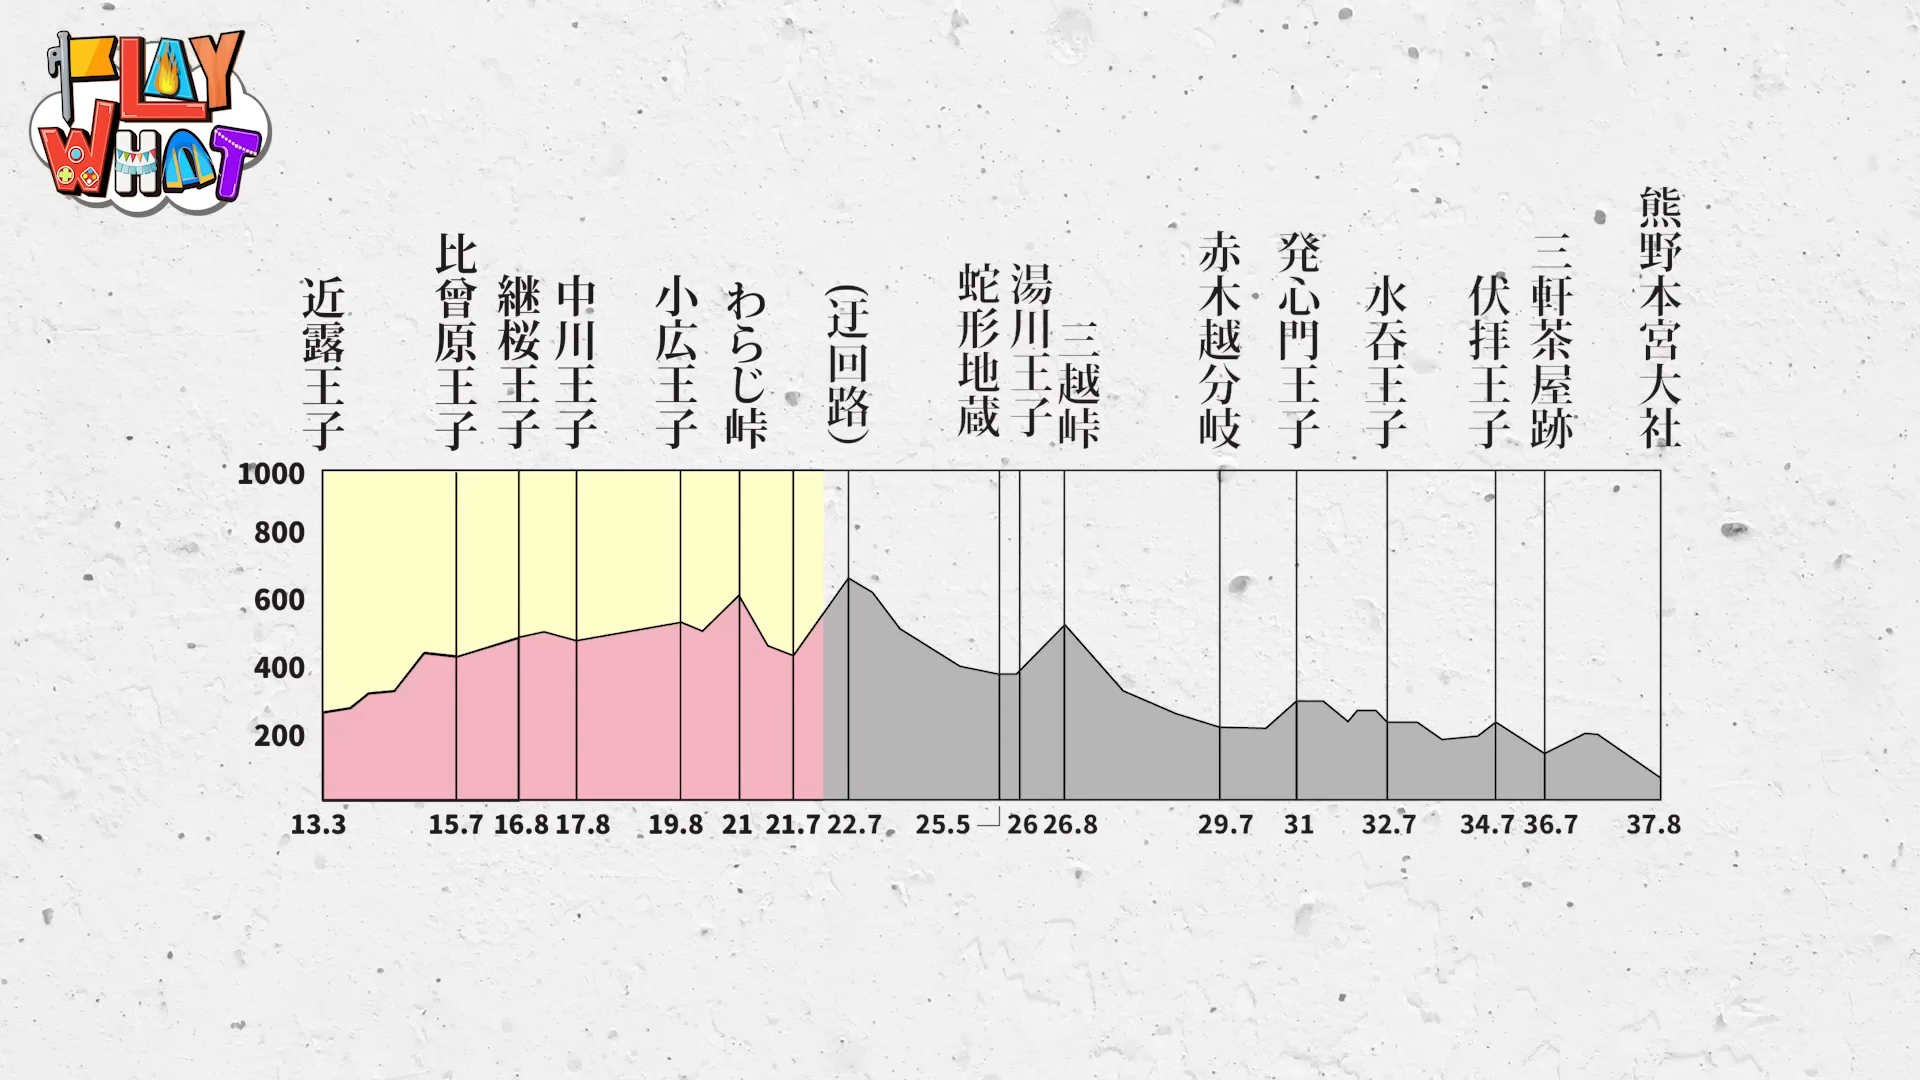 PLAY
WHAT
近露王子
比曾原王子
継桜王子
中川王子
小広王子
わらじ峠
(迂回路)
蛇形地蔵
湯川王子
三越峠
赤木越分岐
発心門王子
水呑王子
伏拝王子
三軒茶屋跡
熊野本宮大社
1000
800
600
400
200
13.3 15.7 16.8 17.8 19.8 21 21.7 22.7 25.5 26 26.8 29.7 31 32.7 34.7 36.7 37.8